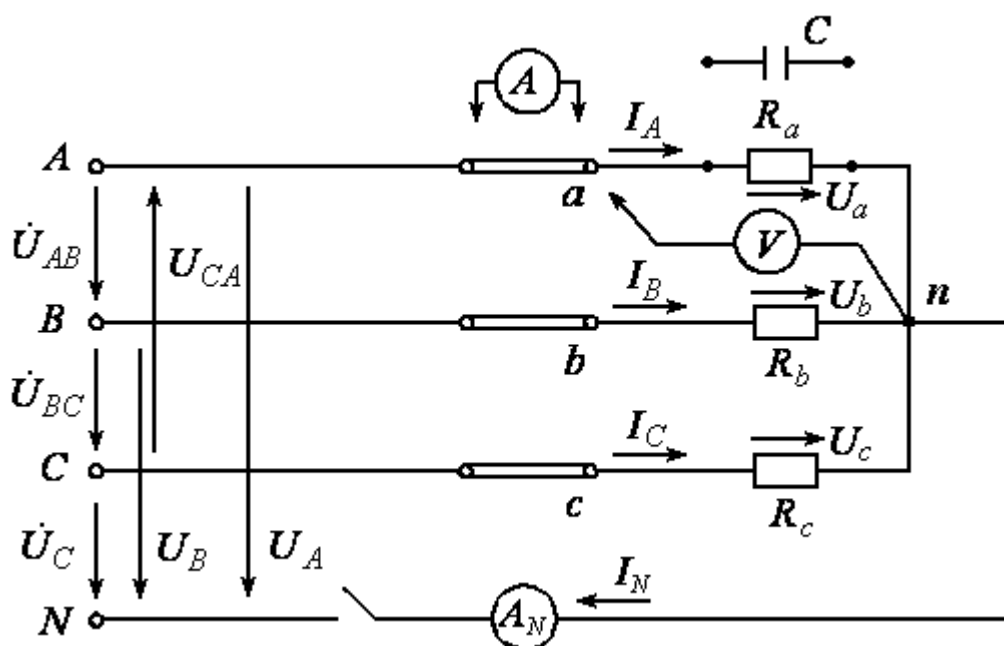 C
A
I_A
R_a
A
a
U_a
U̇_AB
U_CA
V
I_B
U_b
n
B
b
R_b
U̇_BC
I_C
U_c
C
c
R_c
U̇_C
U_B
U_A
I_N
N
A_N